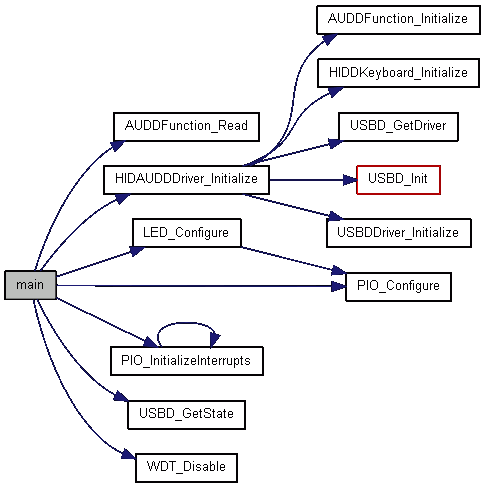 AUDDFunction_Initialize
HIDDKeyboard_Initialize
AUDDFunction_Read
USBD_GetDriver
HIDAUDDDriver_Initialize
USBD_Init
LED_Configure
USBDDriver_Initialize
main
PIO_Configure
PIO_InitializeInterrupts
USBD_GetState
WDT_Disable